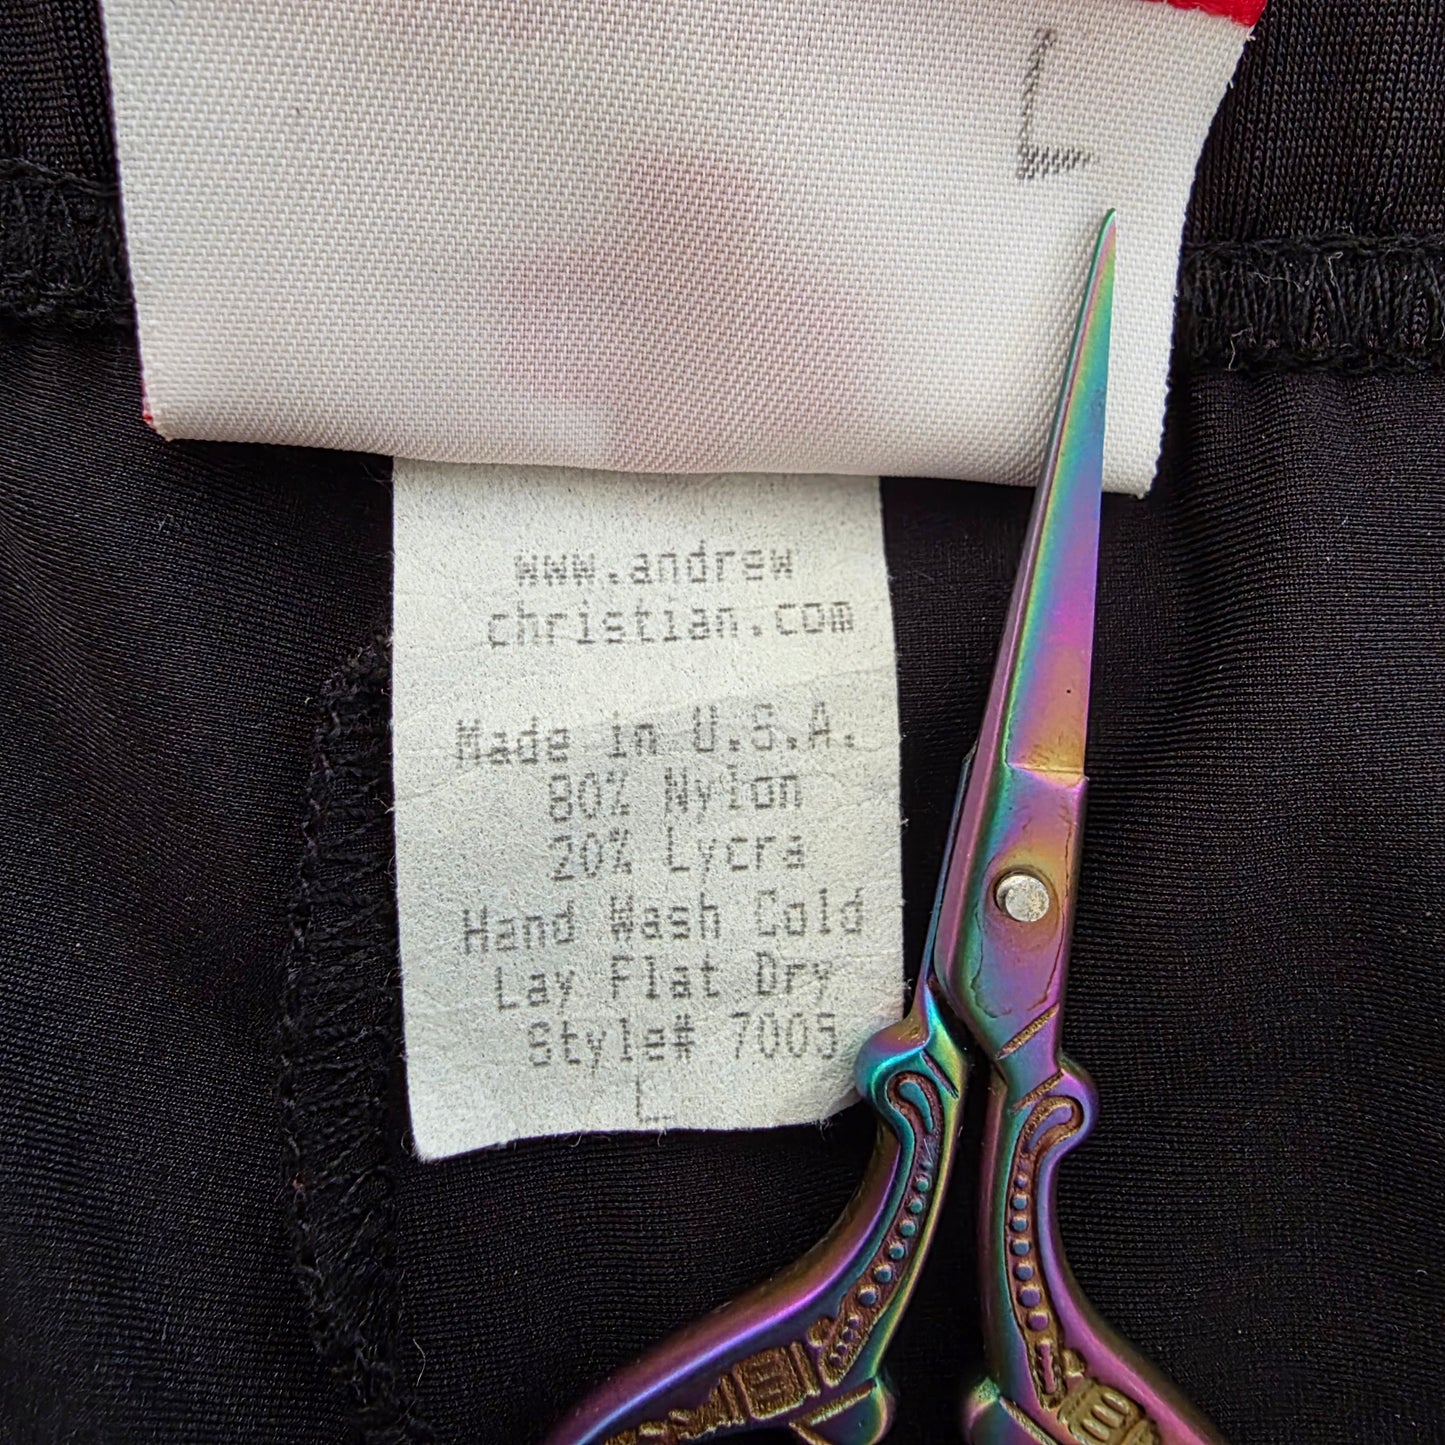 L
www.andrew
christian.com
Made in U.S.A.
80% Nylon
20% Lycra
Hand Wash Cold
Lay Flat Dry
Style# 7005
L